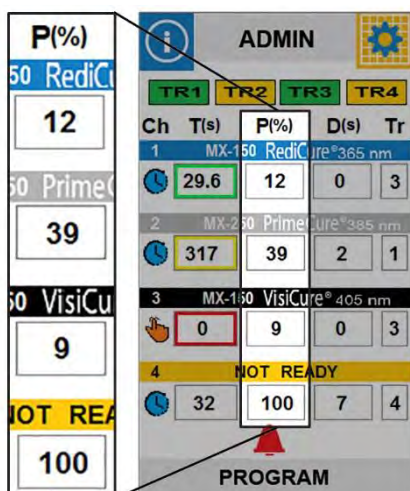 P(%)
50 RediCu
12
50 PrimeC
39
50 VisiCu
9
NOT REA
100
i ADMIN
TR1 TR2 TR3 TR4
Ch T(s) P(%) D(s) Tr
1 MX-150 RediCure® 365 nm
29.6 12 0 3
2 MX-250 PrimeCure® 385 nm
317 39 2 1
3 MX-150 VisiCure® 405 nm
0 9 0 3
4 NOT READY
32 100 7 4
PROGRAM